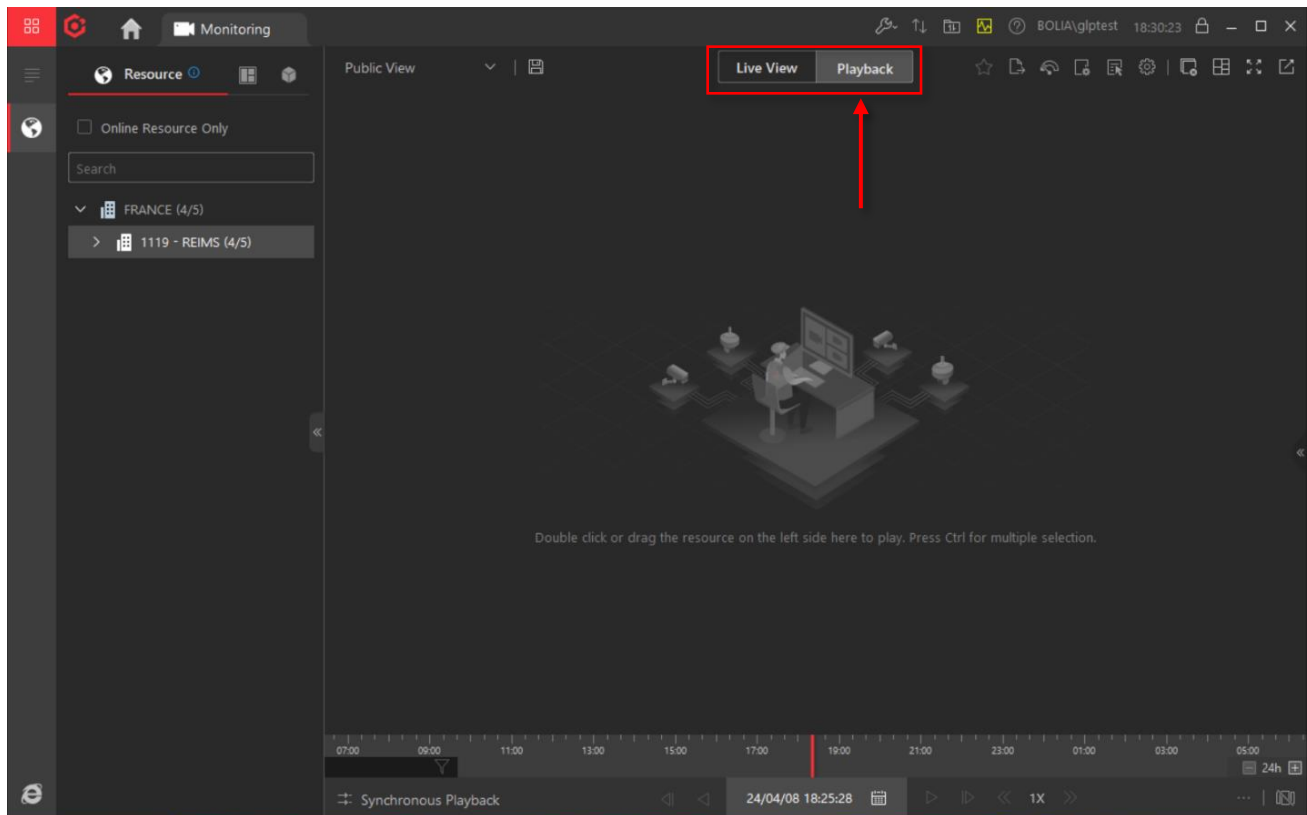 Monitoring
BOLIA\glptest 18:30:23
Resource
Public View
Live View Playback
Online Resource Only
Search
FRANCE (4/5)
1119 - REIMS (4/5)
Double click or drag the resource on the left side here to play. Press Ctrl for multiple selection.
07:00 09:00 11:00 13:00 15:00 17:00 19:00 21:00 23:00 01:00 03:00 05:00
24h
Synchronous Playback 24/04/08 18:25:28 1X